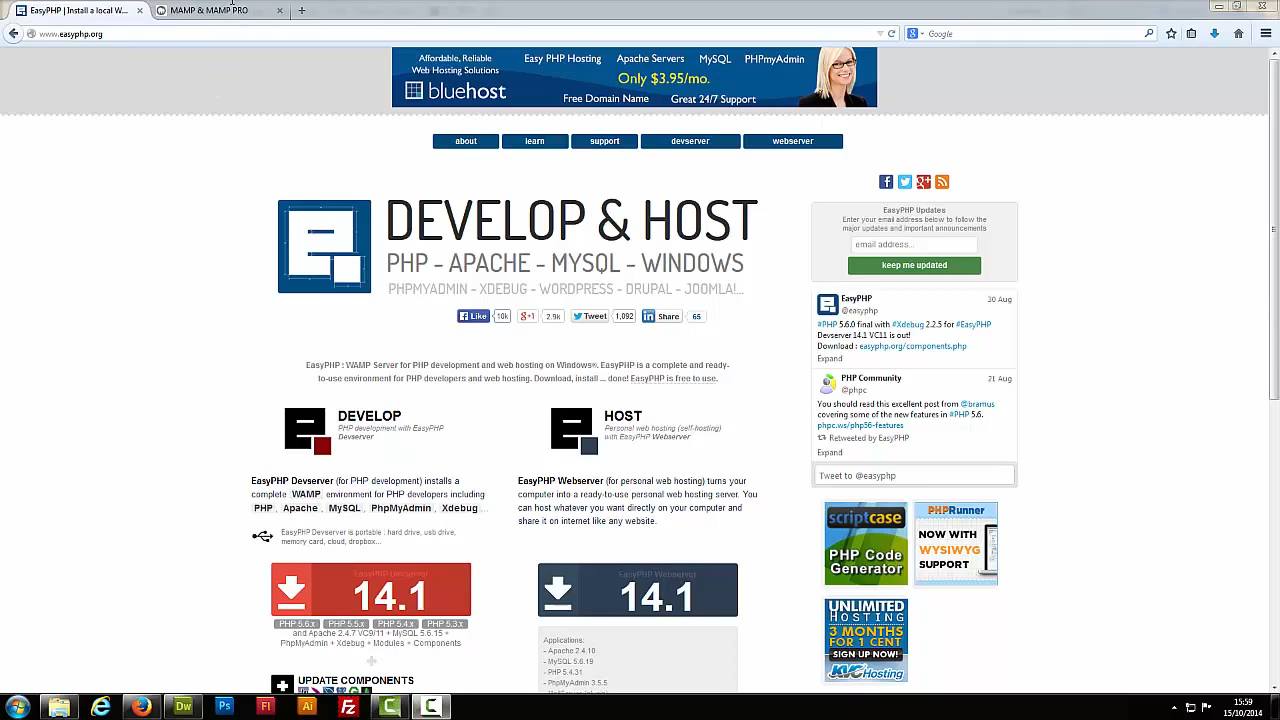 EasyPHP | Install a local W...
MAMP & MAMP PRO
www.easyphp.org
Google
Affordable, Reliable
Web Hosting Solutions
bluehost
Easy PHP Hosting Apache Servers MySQL PHPmyAdmin
Only $3.95/mo.
Free Domain Name Great 24/7 Support
about
learn
support
devserver
webserver
DEVELOP & HOST
PHP - APACHE - MYSQL - WINDOWS
PHPMYADMIN - XDEBUG - WORDPRESS - DRUPAL - JOOMLA!...
Like 10k
+1 2.9k
Tweet 1,092
Share 65
EasyPHP : WAMP Server for PHP development and web hosting on Windows®. EasyPHP is a complete and ready-
to-use environment for PHP developers and web hosting. Download, install ... done! EasyPHP is free to use.
DEVELOP
PHP development with EasyPHP
Devserver
EasyPHP Devserver (for PHP development) installs a
complete WAMP environment for PHP developers including
PHP , Apache , MySQL , PhpMyAdmin , Xdebug ...
EasyPHP Devserver is portable : hard drive, usb drive,
memory card, cloud, dropbox...
EasyPHP Devserver
14.1
PHP 5.6.x PHP 5.5.x PHP 5.4.x PHP 5.3.x
and Apache 2.4.7 VC9/11 + MySQL 5.6.15 +
PhpMyAdmin + Xdebug + Modules + Components
UPDATE COMPONENTS
HOST
Personal web hosting (self-hosting)
with EasyPHP Webserver
EasyPHP Webserver (for personal web hosting) turns your
computer into a ready-to-use personal web hosting server. You
can host whatever you want directly on your computer and
share it on internet like any website.
EasyPHP Webserver
14.1
Applications:
- Apache 2.4.10
- MySQL 5.6.19
- PHP 5.4.31
- PhpMyAdmin 3.5.5
EasyPHP Updates
Enter your email address below to follow the
major updates and important announcements
email address...
keep me updated
EasyPHP 30 Aug
@easyphp
#PHP 5.6.0 final with #Xdebug 2.2.5 for #EasyPHP
Devserver 14.1 VC11 is out!
Download : easyphp.org/components.php
Expand
PHP Community 21 Aug
@phpc
You should read this excellent post from @bramus
covering some of the new features in #PHP 5.6.
phpc.ws/php56-features
Retweeted by EasyPHP
Expand
Tweet to @easyphp
scriptcase
PHP Code
Generator
PHPRunner
NOW WITH
WYSIWYG
SUPPORT
UNLIMITED
HOSTING
3 MONTHS
FOR 1 CENT
SIGN UP NOW!
KVCHosting
Dw
Ps
Fl
Ai
Fz
15:59
15/10/2014